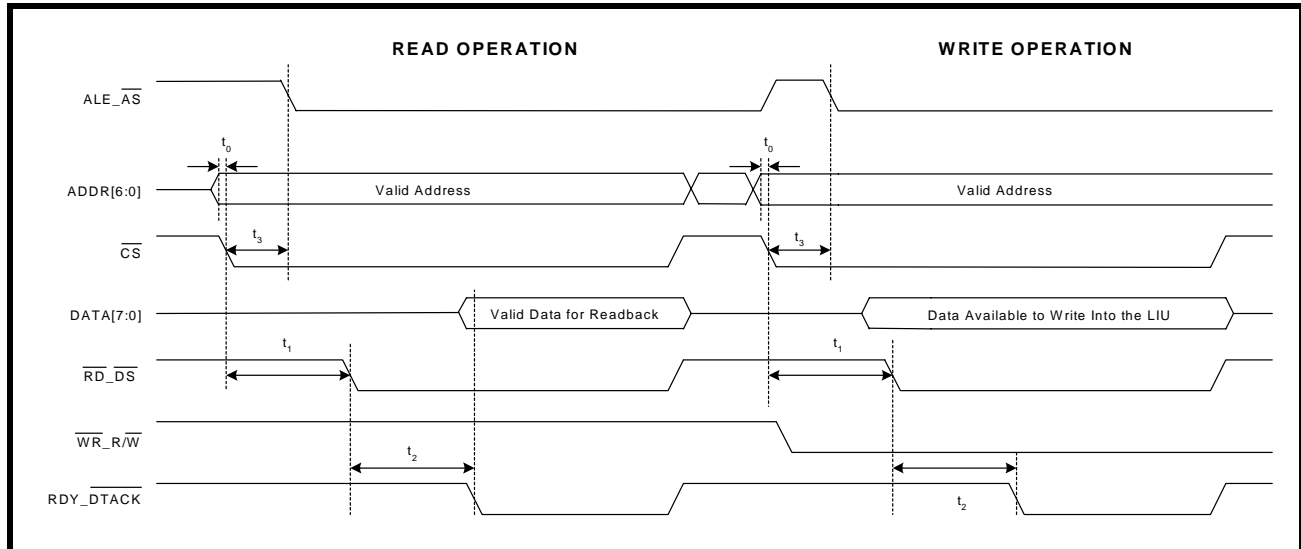 READ OPERATION WRITE OPERATION
ALE_AS
t0 t0
ADDR[6:0] Valid Address Valid Address
t3 t3
CS
DATA[7:0] Valid Data for Readback Data Available to Write Into the LIU
t1 t1
RD_DS
WR_R/W
t2
RDY_DTACK t2